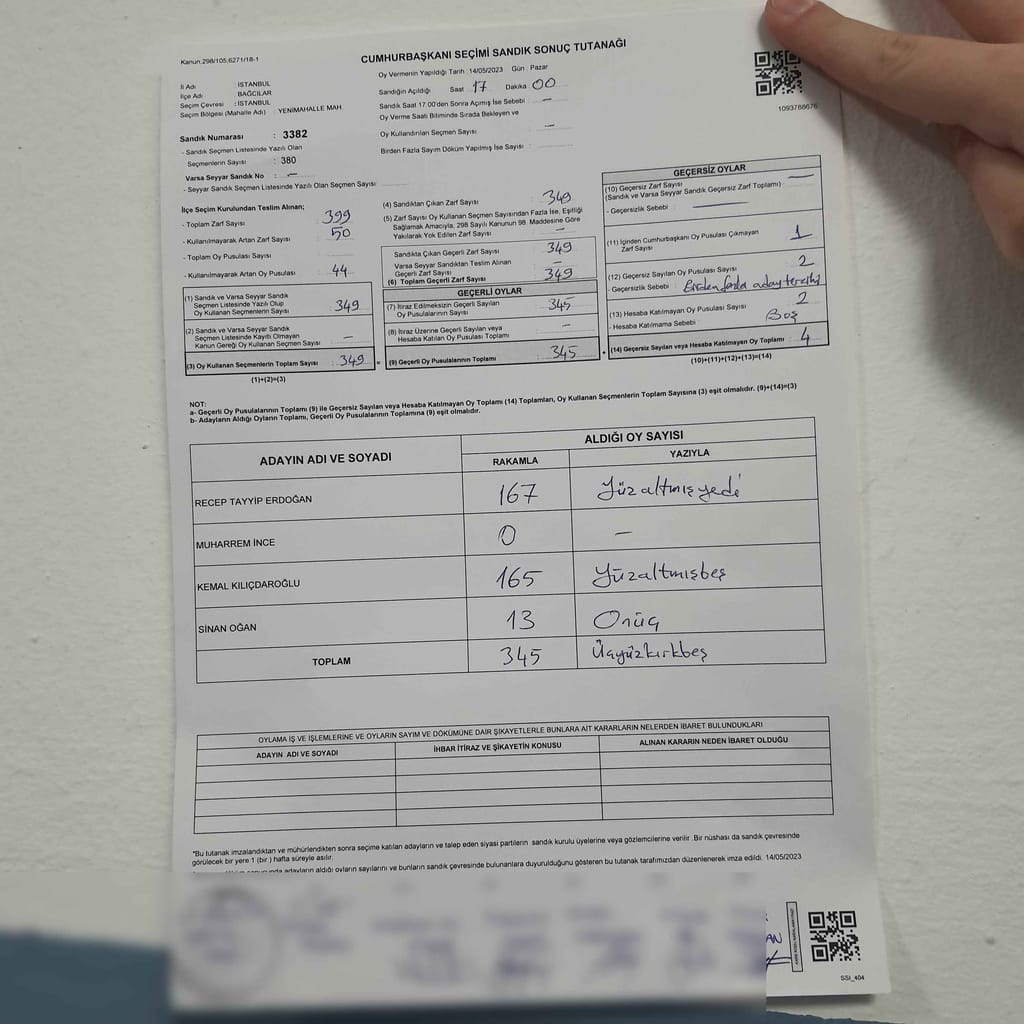 Kanun.298/105,6271/18-1
CUMHURBAŞKANI SEÇİMİ SANDIK SONUÇ TUTANAĞI
İl Adı : İSTANBUL
İlçe Adı : BAĞCILAR
Seçim Çevresi : İSTANBUL
Seçim Bölgesi (Mahalle Adı) : YENİMAHALLE MAH.
Oy Vermenin Yapıldığı Tarih : 14/05/2023 Gün : Pazar
Sandığın Açıldığı Saat 17 Dakika 00
Sandık Saat 17.00'den Sonra Açmış İse Sebebi : —
Oy Verme Saati Bitiminde Sırada Bekleyen ve
Oy Kullandırılan Seçmen Sayısı : —
Birden Fazla Sayım Döküm Yapılmış İse Sayısı :
1093788676
Sandık Numarası : 3382
- Sandık Seçmen Listesinde Yazılı Olan
Seçmenlerin Sayısı : 380
Varsa Seyyar Sandık No : —
- Seyyar Sandık Seçmen Listesinde Yazılı Olan Seçmen Sayısı
İlçe Seçim Kurulundan Teslim Alınan;
- Toplam Zarf Sayısı : 399
- Kullanılmayarak Artan Zarf Sayısı : 50
- Toplam Oy Pusulası Sayısı :
- Kullanılmayarak Artan Oy Pusulası : 44
(1) Sandık ve Varsa Seyyar Sandık
Seçmen Listesinde Yazılı Olup
Oy Kullanan Seçmenlerin Sayısı : 349
(2) Sandık ve Varsa Seyyar Sandık
Seçmen Listesinde Kayıtlı Olmayan
Kanun Gereği Oy Kullanan Seçmen Sayısı : —
(3) Oy Kullanan Seçmenlerin Toplam Sayısı : 349
(1)+(2)=(3)
(4) Sandıktan Çıkan Zarf Sayısı : 349
(5) Zarf Sayısı Oy Kullanan Seçmen Sayısından Fazla İse, Eşitliği
Sağlamak Amacıyla, 298 Sayılı Kanunun 98. Maddesine Göre
Yakılarak Yok Edilen Zarf Sayısı : —
Sandıkta Çıkan Geçerli Zarf Sayısı : 349
Varsa Seyyar Sandıktan Teslim Alınan
Geçerli Zarf Sayısı
(6) Toplam Geçerli Zarf Sayısı : 349
GEÇERLİ OYLAR
(7) İtiraz Edilmeksizin Geçerli Sayılan
Oy Pusulalarının Sayısı : 345
(8) İtiraz Üzerine Geçerli Sayılan veya
Hesaba Katılan Oy Pusulası Toplamı : —
(9) Geçerli Oy Pusulalarının Toplamı : 345
GEÇERSİZ OYLAR
(10) Geçersiz Zarf Sayısı —
(Sandık ve Varsa Seyyar Sandık Geçersiz Zarf Toplamı) :
- Geçersizlik Sebebi : —
(11) İçinden Cumhurbaşkanı Oy Pusulası Çıkmayan
Zarf Sayısı : 1
(12) Geçersiz Sayılan Oy Pusulası Sayısı : 2
- Geçersizlik Sebebi : Birden fazla aday tercihi
(13) Hesaba Katılmayan Oy Pusulası Sayısı : 2
- Hesaba Katılmama Sebebi : Boş
(14) Geçersiz Sayılan veya Hesaba Katılmayan Oy Toplamı : 4
(10)+(11)+(12)+(13)=(14)
NOT:
a- Geçerli Oy Pusulalarının Toplamı (9) ile Geçersiz Sayılan veya Hesaba Katılmayan Oy Toplamı (14) Toplamları, Oy Kullanan Seçmenlerin Toplam Sayısına (3) eşit olmalıdır. (9)+(14)=(3)
b- Adayların Aldığı Oyların Toplamı, Geçerli Oy Pusulalarının Toplamına (9) eşit olmalıdır.
ADAYIN ADI VE SOYADI ALDIĞI OY SAYISI
RAKAMLA YAZIYLA
RECEP TAYYİP ERDOĞAN 167 Yüzaltmışyedi
MUHARREM İNCE 0 —
KEMAL KILIÇDAROĞLU 165 Yüzaltmışbeş
SİNAN OĞAN 13 Onüç
TOPLAM 345 Üçyüzkırkbeş
OYLAMA İŞ VE İŞLEMLERİNE VE OYLARIN SAYIM VE DÖKÜMÜNE DAİR ŞİKAYETLERLE BUNLARA AİT KARARLARIN NELERDEN İBARET BULUNDUKLARI
ADAYIN ADI VE SOYADI İHBAR İTİRAZ VE ŞİKAYETİN KONUSU ALINAN KARARIN NEDEN İBARET OLDUĞU
*Bu tutanak imzalandıktan ve mühürlendikten sonra seçime katılan adayların ve talep eden siyasi partilerin sandık kurulu üyelerine veya gözlemcilerine verilir. Bir nüshası da sandık çevresinde
görülecek bir yere 1 (bir) hafta süreyle asılır.
adayların aldığı oyların sayılarını ve bunların sandık çevresinde bulunanlara duyurulduğunu gösteren bu tutanak tarafımızdan düzenlenerek imza edildi. 14/05/2023
AN
SSI_404